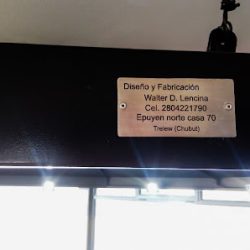 Diseño y Fabricación
Walter D. Lencina
Cel. 2804221790
Epuyen norte casa 70
Trelew (Chubut)